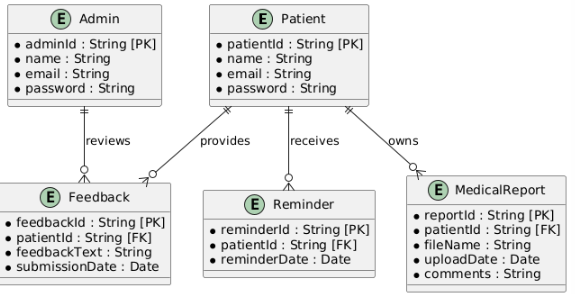 E Admin
• adminId : String [PK]
• name : String
• email : String
• password : String
E Patient
• patientId : String [PK]
• name : String
• email : String
• password : String
reviews
provides
receives
owns
E Feedback
• feedbackId : String [PK]
• patientId : String [FK]
• feedbackText : String
• submissionDate : Date
E Reminder
• reminderId : String [PK]
• patientId : String [FK]
• reminderDate : Date
E MedicalReport
• reportId : String [PK]
• patientId : String [FK]
• fileName : String
• uploadDate : Date
• comments : String